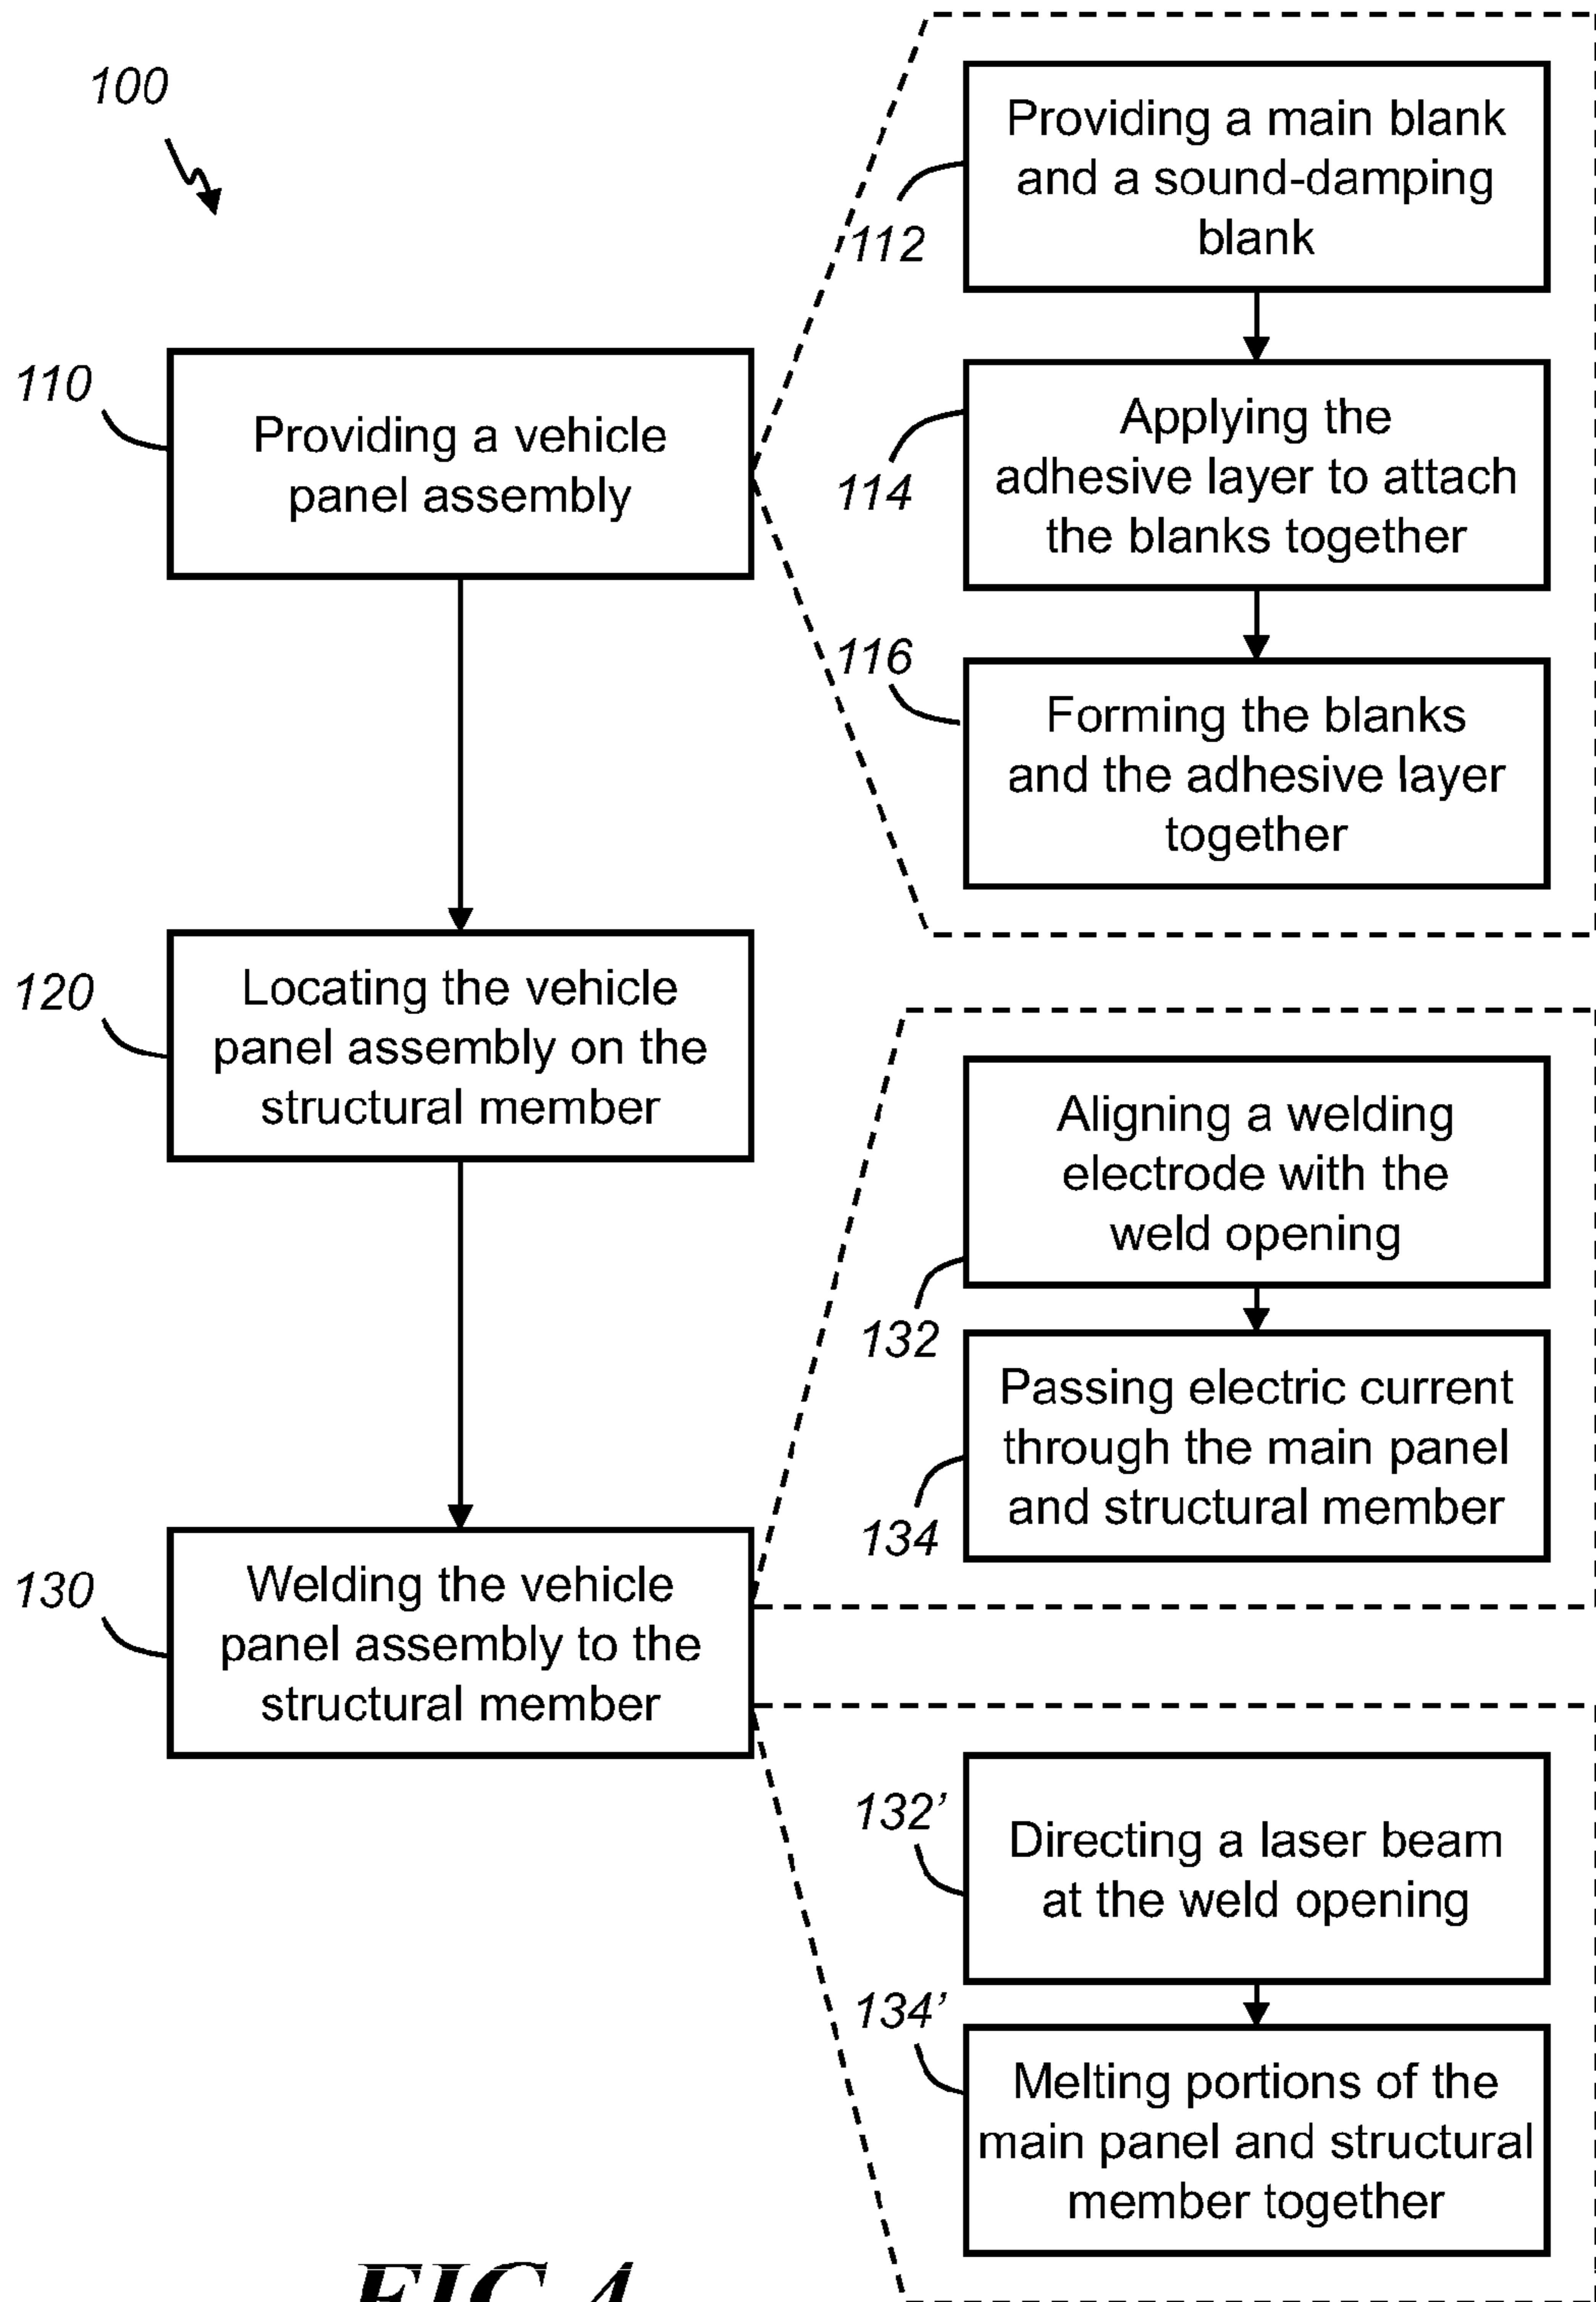 100
110
Providing a vehicle
panel assembly
112
Providing a main blank
and a sound-damping
blank
114
Applying the
adhesive layer to attach
the blanks together
116
Forming the blanks
and the adhesive layer
together
120
Locating the vehicle
panel assembly on the
structural member
130
Welding the vehicle
panel assembly to the
structural member
132
Aligning a welding
electrode with the
weld opening
134
Passing electric current
through the main panel
and structural member
132’
Directing a laser beam
at the weld opening
134’
Melting portions of the
main panel and structural
member together
FIG.4